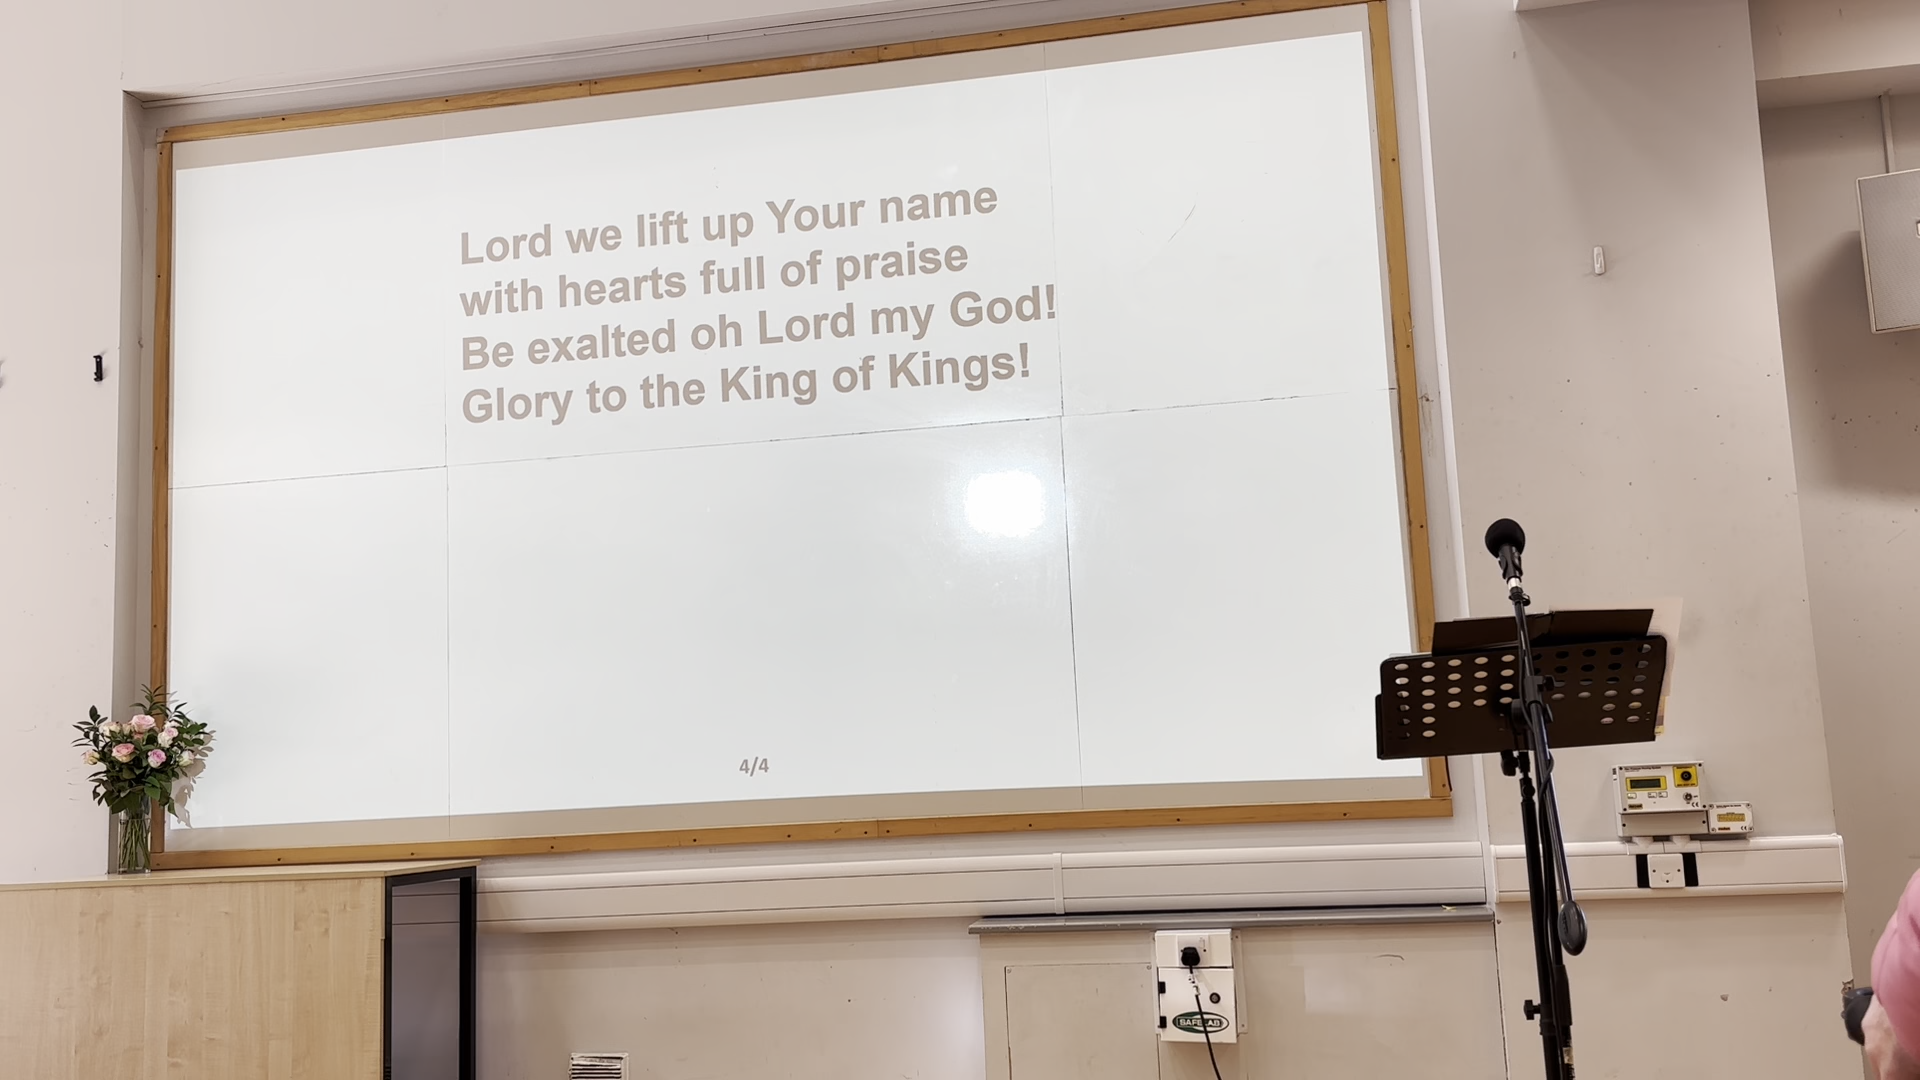 Lord we lift up Your name
with hearts full of praise
Be exalted oh Lord my God!
Glory to the King of Kings!
4/4
SAFELAB